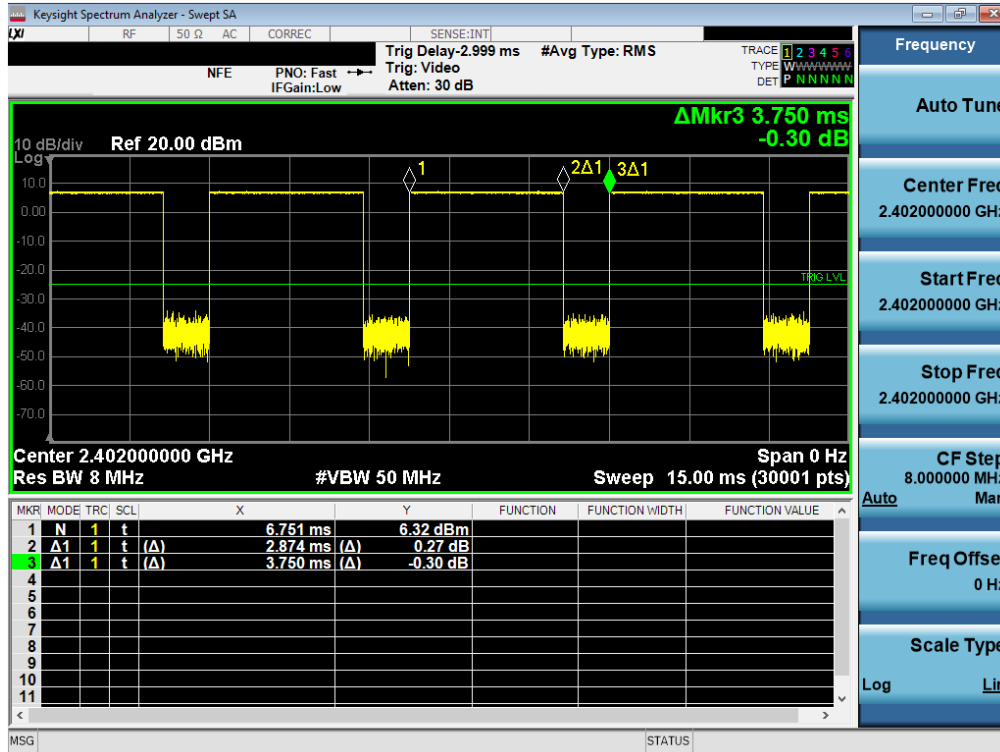 Keysight Spectrum Analyzer - Swept SA
LXI RF 50 Ω AC CORREC SENSE:INT
Trig Delay-2.999 ms #Avg Type: RMS TRACE 1 2 3 4 5 6
NFE PNO: Fast Trig: Video TYPE WWWWWW
IFGain:Low Atten: 30 dB DET P N N N N N
ΔMkr3 3.750 ms
-0.30 dB
10 dB/div Ref 20.00 dBm
Log
1 2Δ1 3Δ1
10.0
0.00
-10.0
-20.0
TRIG LVL
-30.0
-40.0
-50.0
-60.0
-70.0
Center 2.402000000 GHz Span 0 Hz
Res BW 8 MHz #VBW 50 MHz Sweep 15.00 ms (30001 pts)
MKR MODE TRC SCL X Y FUNCTION FUNCTION WIDTH FUNCTION VALUE
1 N 1 t 6.751 ms 6.32 dBm
2 Δ1 1 t (Δ) 2.874 ms (Δ) 0.27 dB
3 Δ1 1 t (Δ) 3.750 ms (Δ) -0.30 dB
4
5
6
7
8
9
10
11
MSG STATUS
Frequency
Auto Tune
Center Freq
2.402000000 GHz
Start Freq
2.402000000 GHz
Stop Freq
2.402000000 GHz
CF Step
8.000000 MHz
Auto Man
Freq Offset
0 Hz
Scale Type
Log Lin